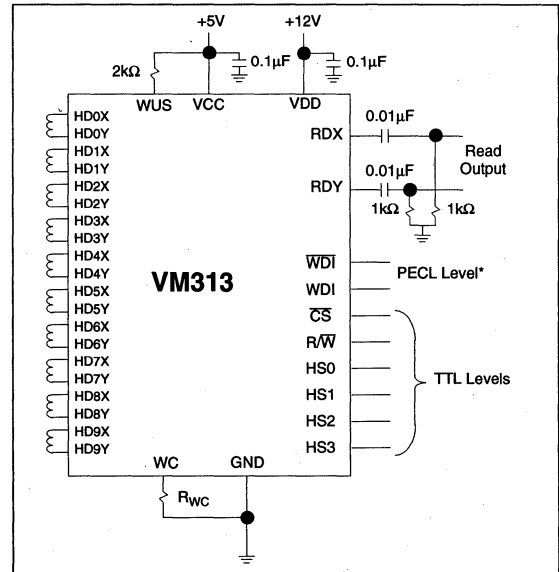 +5V
+12V
2kΩ
0.1µF
0.1µF
WUS
VCC
VDD
HD0X
HD0Y
HD1X
HD1Y
HD2X
HD2Y
HD3X
HD3Y
HD4X
HD4Y
HD5X
HD5Y
HD6X
HD6Y
HD7X
HD7Y
HD8X
HD8Y
HD9X
HD9Y
VM313
RDX
0.01µF
Read
Output
RDY
0.01µF
1kΩ
1kΩ
W̅D̅I̅
WDI
PECL Level*
C̅S̅
R/W̅
HS0
HS1
HS2
HS3
TTL Levels
WC
GND
RWC